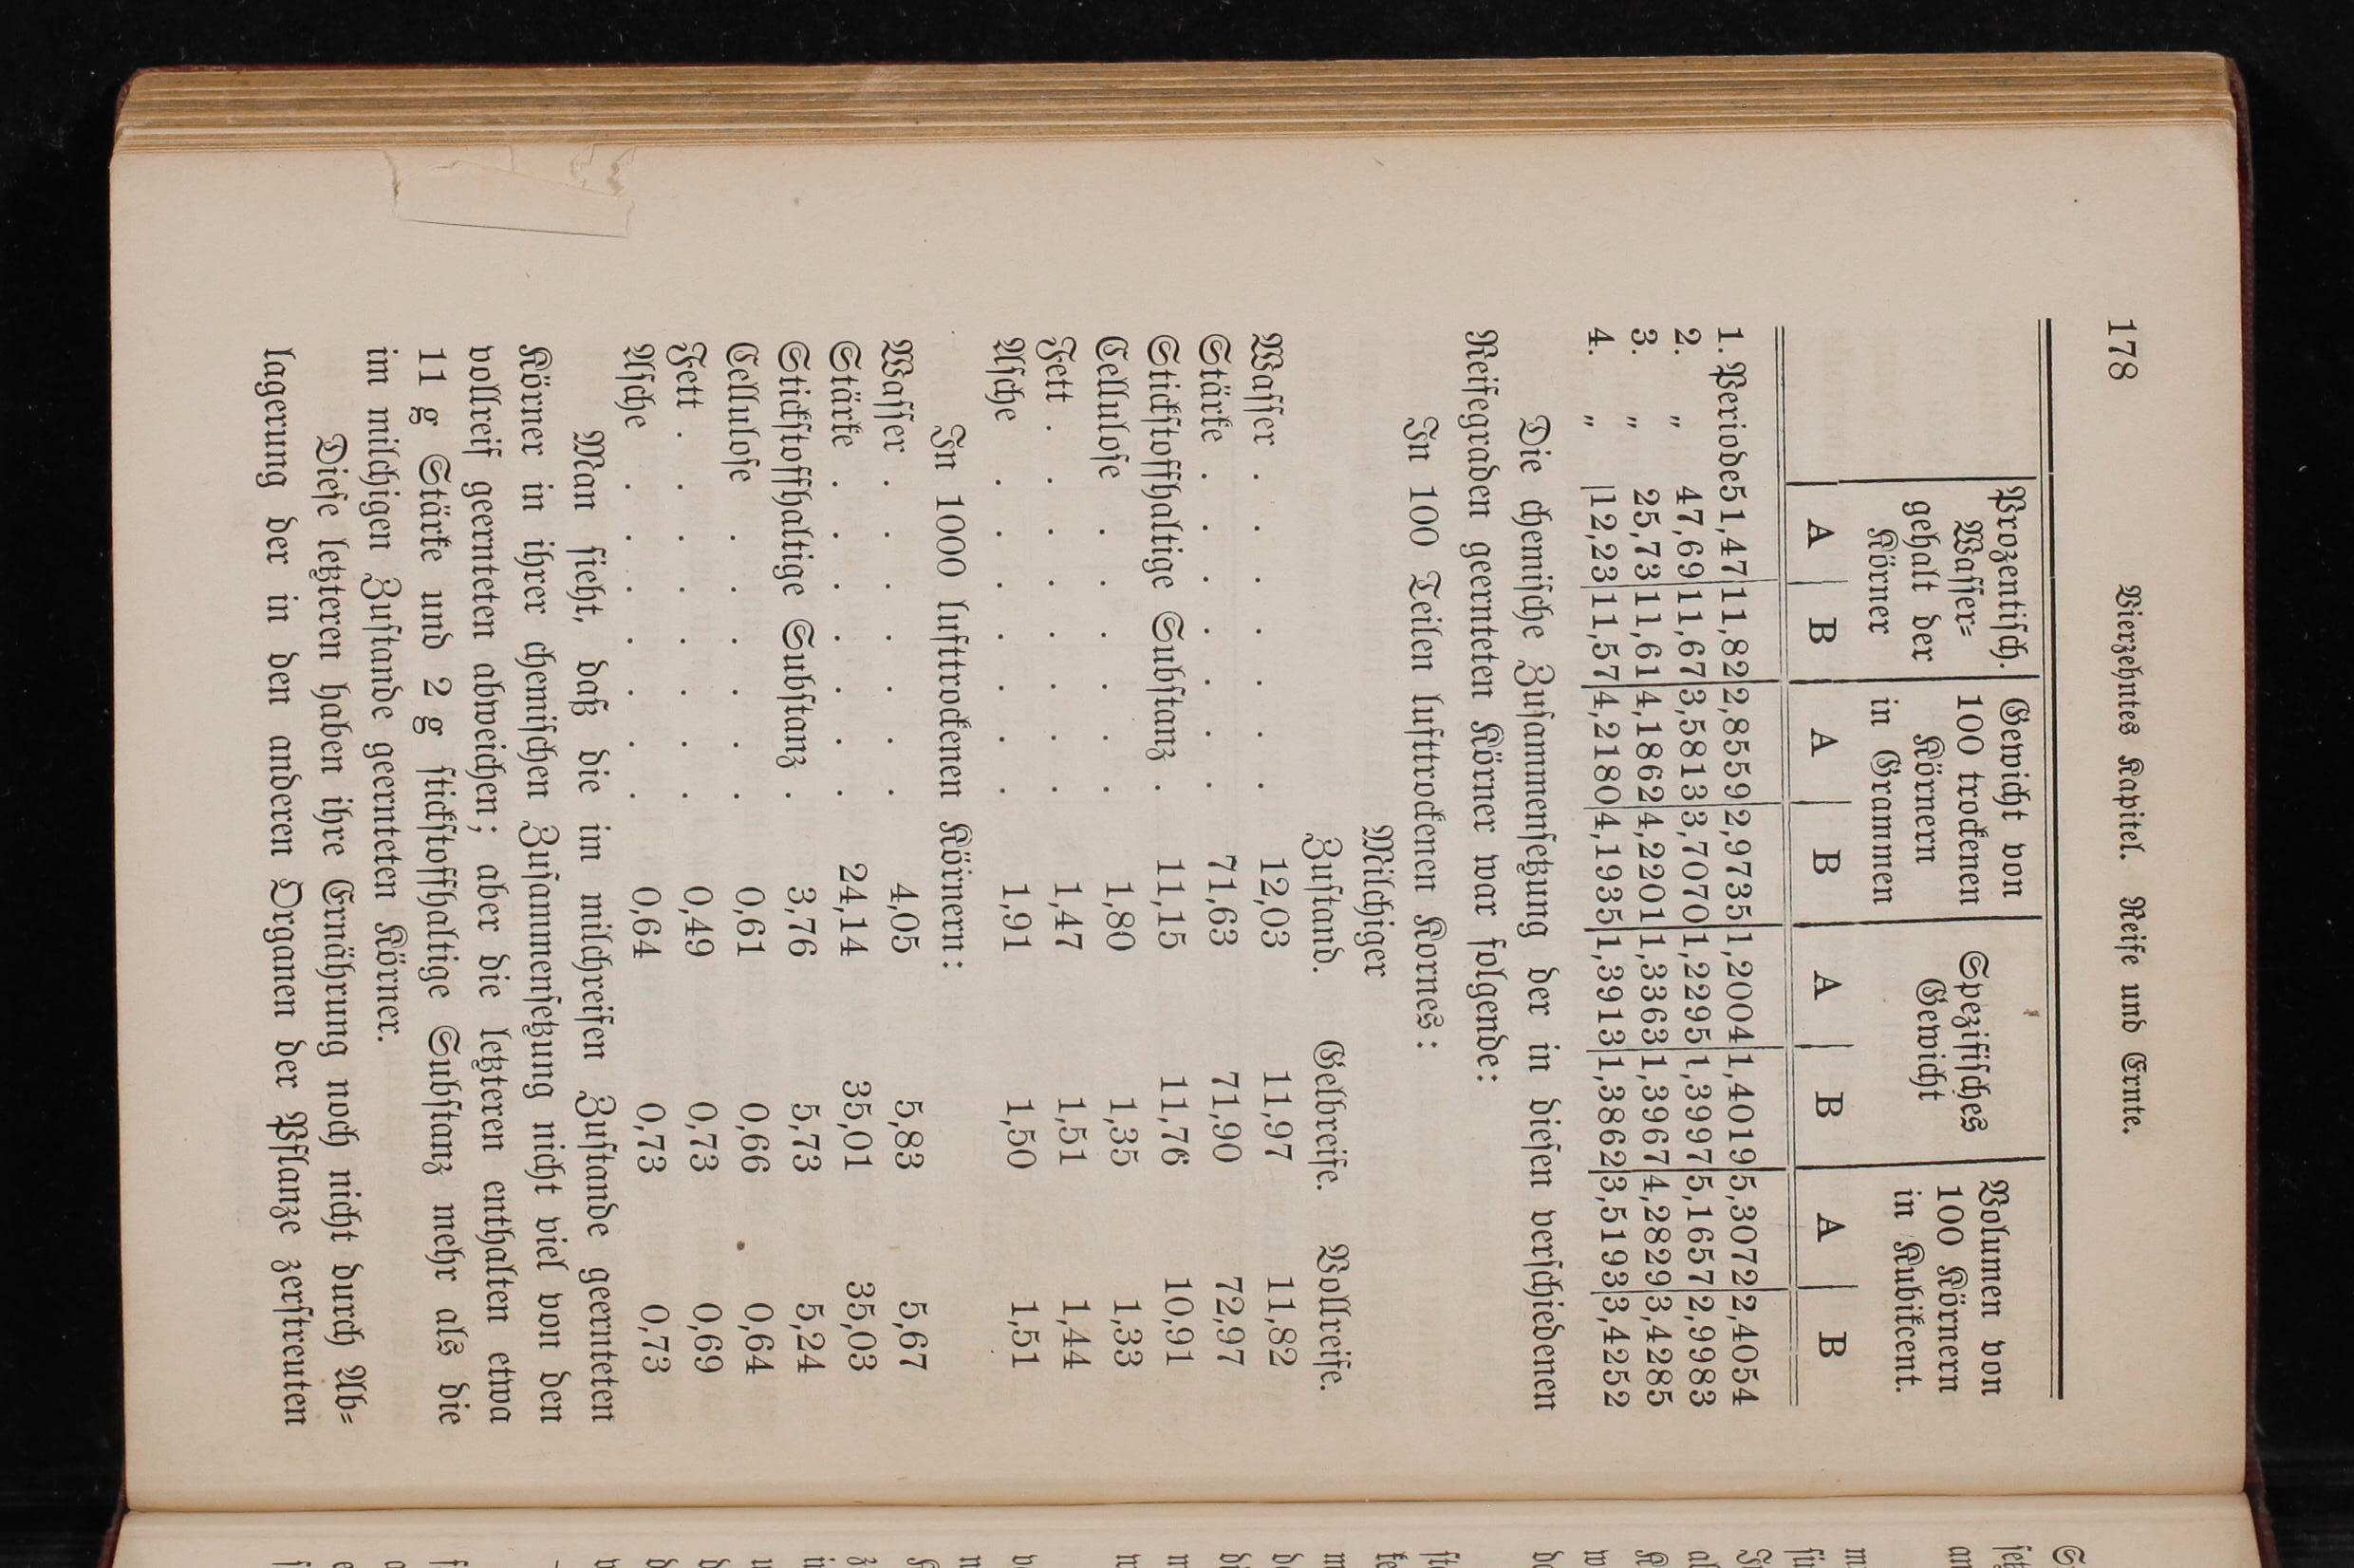 178 Vierzehntes Kapitel. Reife und Ernte.
Prozentisch. Wasser= gehalt der Körner | Gewicht von 100 trockenen Körnern in Grammen | Spezifisches Gewicht | Volumen von 100 Körnern in Kubikcent.
A | B | A | B | A | B | A | B
1. Periode 51,47 | 11,82 | 2,8559 | 2,9735 | 1,2004 | 1,4019 | 5,3072 | 2,4054
2. „ 47,69 | 11,67 | 3,5813 | 3,7070 | 1,2295 | 1,3997 | 5,1657 | 2,9983
3. „ 25,73 | 11,61 | 4,1862 | 4,2201 | 1,3363 | 1,3967 | 4,2829 | 3,4285
4. „ 12,23 | 11,57 | 4,2180 | 4,1935 | 1,3913 | 1,3862 | 3,5193 | 3,4252
Die chemische Zusammensetzung der in diesen verschiedenen
Reifegraden geernteten Körner war folgende:
In 100 Teilen lufttrockenen Kornes:
Milchiger
Zustand. Gelbreife. Vollreife.
Wasser . . . . . . . 12,03 11,97 11,82
Stärke . . . . . . . 71,63 71,90 72,97
Stickstoffhaltige Substanz . 11,15 11,76 10,91
Cellulose . . . . . . 1,80 1,35 1,33
Fett . . . . . . . . 1,47 1,51 1,44
Asche . . . . . . . 1,91 1,50 1,51
In 1000 lufttrockenen Körnern:
Wasser . . . . . . . 4,05 5,83 5,67
Stärke . . . . . . . 24,14 35,01 35,03
Stickstoffhaltige Substanz . 3,76 5,73 5,24
Cellulose . . . . . . 0,61 0,66 0,64
Fett . . . . . . . . 0,49 0,73 0,69
Asche . . . . . . . 0,64 0,73 0,73
Man sieht, daß die im milchreifen Zustande geernteten
Körner in ihrer chemischen Zusammensetzung nicht viel von den
vollreif geernteten abweichen; aber die letzteren enthalten etwa
11 g Stärke und 2 g stickstoffhaltige Substanz mehr als die
im milchigen Zustande geernteten Körner.
Diese letzteren haben ihre Ernährung noch nicht durch Ab=
lagerung der in den anderen Organen der Pflanze zerstreuten